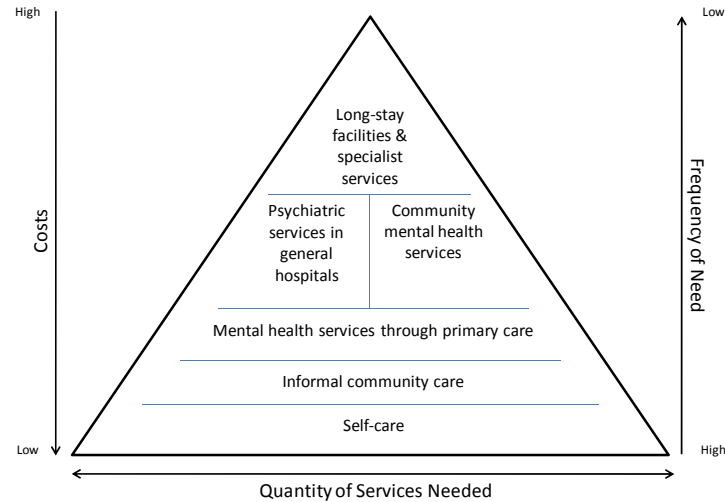 High
Low
Long-stay
facilities &
specialist
services
Psychiatric
services in
general
hospitals
Community
mental health
services
Costs
Frequency of Need
Mental health services through primary care
Informal community care
Self-care
Low
High
Quantity of Services Needed